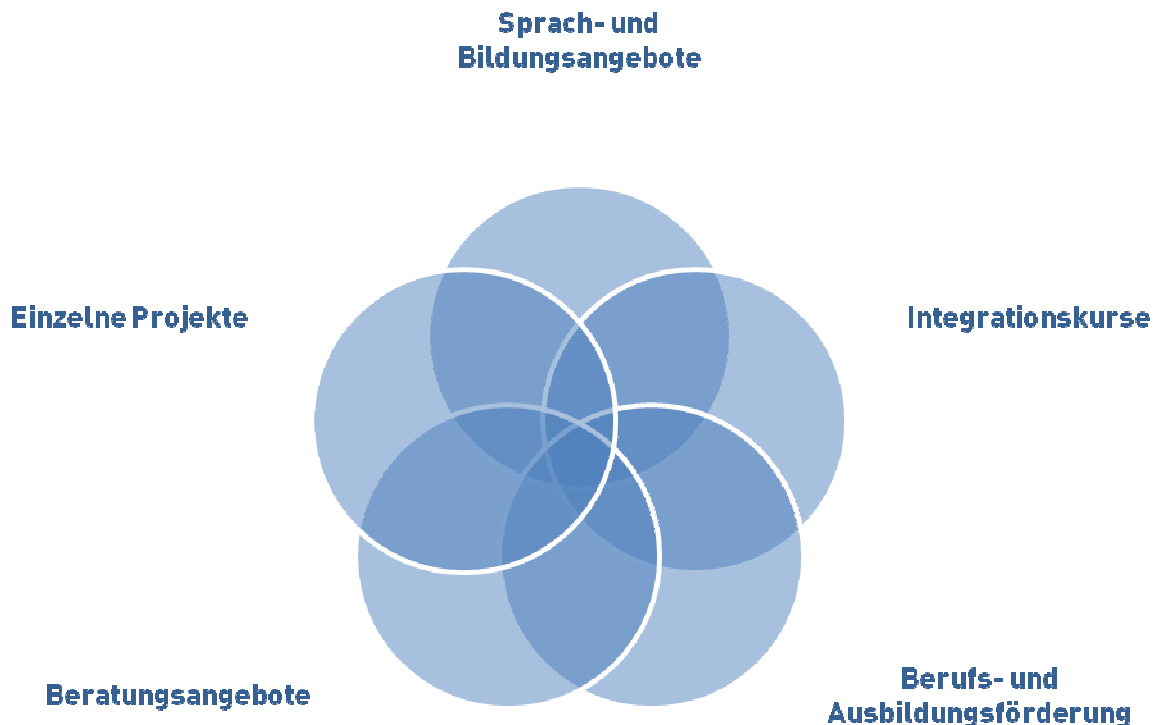 Sprach- und
Bildungsangebote
Einzelne Projekte
Integrationskurse
Beratungsangebote
Berufs- und
Ausbildungsförderung